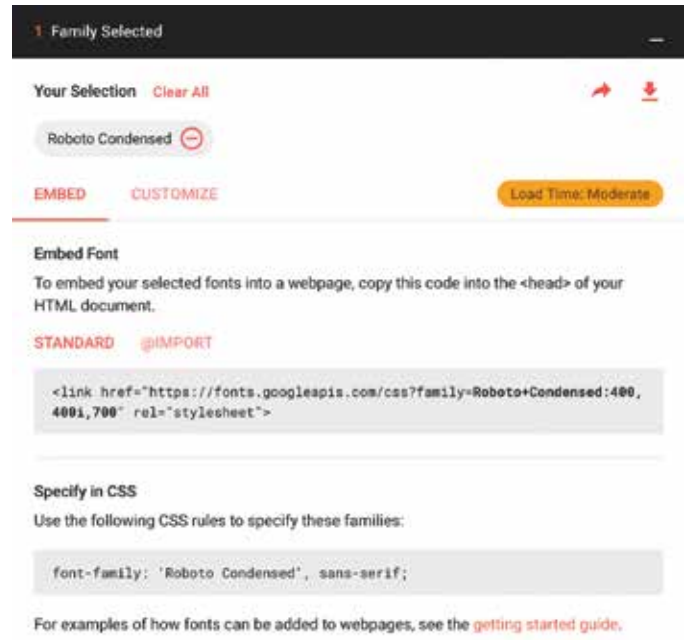 1 Family Selected
Your Selection Clear All
Roboto Condensed
EMBED CUSTOMIZE Load Time: Moderate
Embed Font
To embed your selected fonts into a webpage, copy this code into the <head> of your
HTML document.
STANDARD @IMPORT
<link href="https://fonts.googleapis.com/css?family=Roboto+Condensed:400,
400i,700" rel="stylesheet">
Specify in CSS
Use the following CSS rules to specify these families:
font-family: 'Roboto Condensed', sans-serif;
For examples of how fonts can be added to webpages, see the getting started guide.